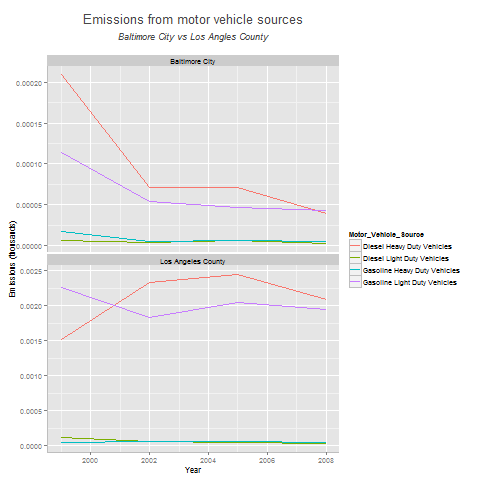 Emissions from motor vehicle sources
Baltimore City vs Los Angles County
Baltimore City
0.00020
0.00015
0.00010
0.00005
0.00000
Los Angeles County
0.0025
0.0020
0.0015
0.0010
0.0005
0.0000
Emissions (thousands)
2000
2002
2004
2006
2008
Year
Motor_Vehicle_Source
Diesel Heavy Duty Vehicles
Diesel Light Duty Vehicles
Gasoline Heavy Duty Vehicles
Gasoline Light Duty Vehicles